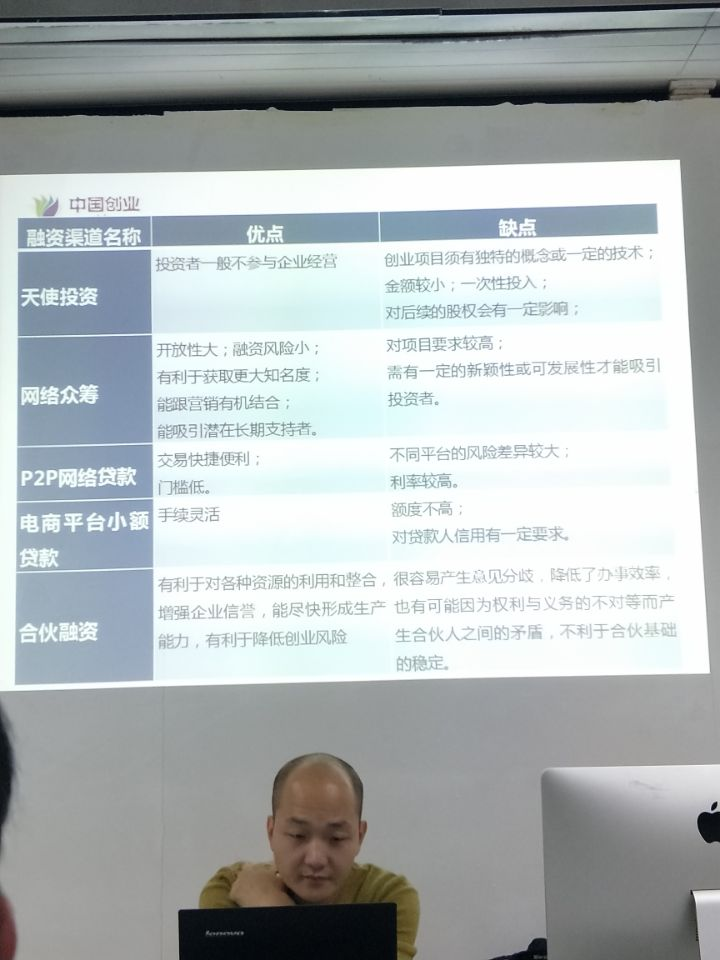 中国创业
融资渠道名称 优点 缺点
天使投资
投资者一般不参与企业经营
创业项目须有独特的概念或一定的技术；
金额较小；一次性投入；
对后续的股权会有一定影响；
网络众筹
开放性大；融资风险小；
有利于获取更大知名度；
能跟营销有机结合；
能吸引潜在长期支持者。
对项目要求较高；
需有一定的新颖性或可发展性才能吸引
投资者。
P2P网络贷款
交易快捷便利；
门槛低。
不同平台的风险差异较大；
利率较高。
电商平台小额
贷款
手续灵活
额度不高；
对贷款人信用有一定要求。
合伙融资
有利于对各种资源的利用和整合，
增强企业信誉，能尽快形成生产
能力，有利于降低创业风险
很容易产生意见分歧，降低了办事效率，
也有可能因为权利与义务的不对等而产
生合伙人之间的矛盾，不利于合伙基础
的稳定。
lenovo